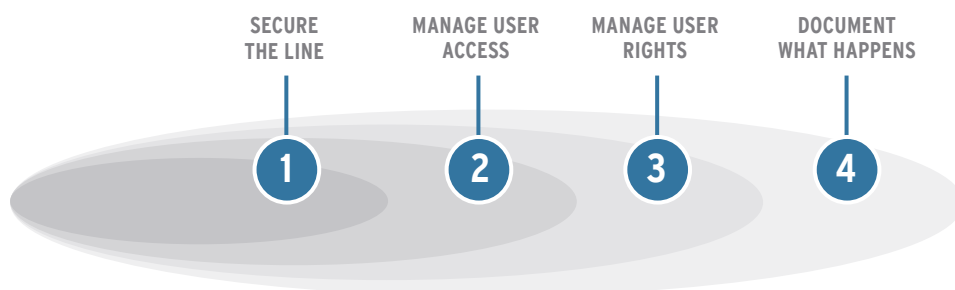 SECURE
THE LINE
MANAGE USER
ACCESS
MANAGE USER
RIGHTS
DOCUMENT
WHAT HAPPENS
1
2
3
4